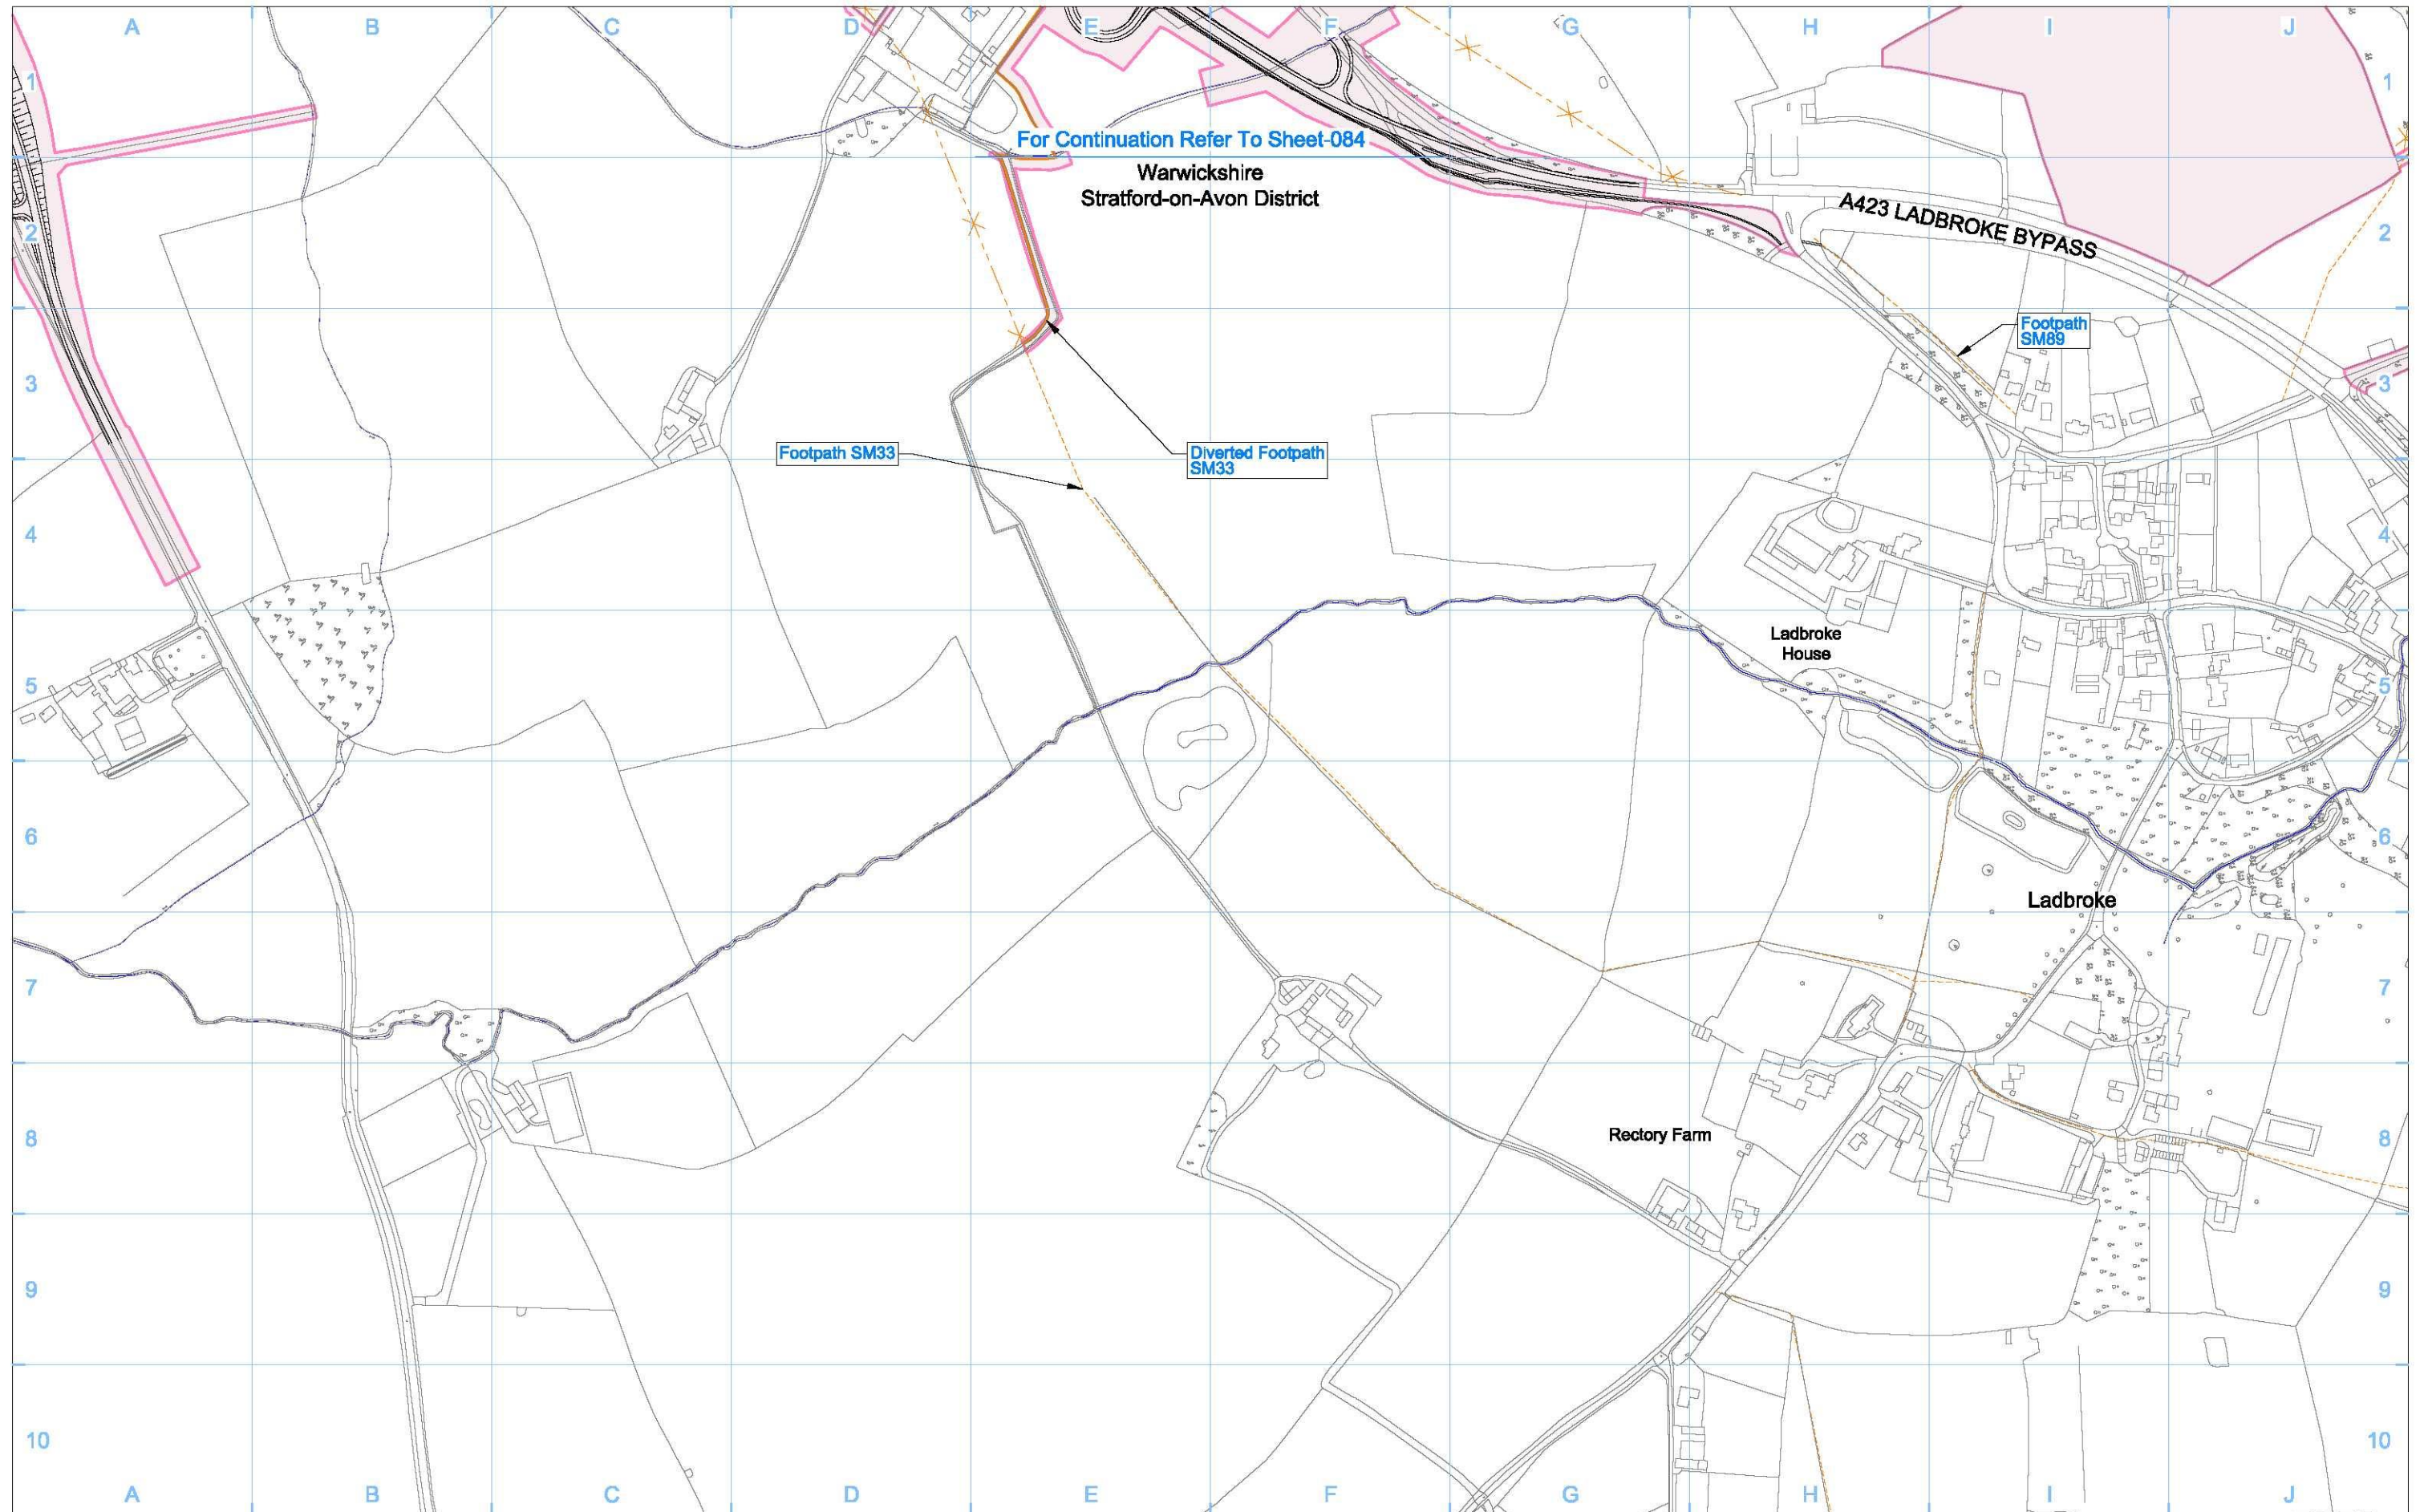 A B C D E F G H I J
1 1
For Continuation Refer To Sheet-084
Warwickshire
Stratford-on-Avon District
A423 LADBROKE BYPASS
2 2
Footpath
SM89
3 3
Footpath SM33
Diverted Footpath
SM33
4 4
Ladbroke
House
5 5
6 6
Ladbroke
7 7
Rectory Farm
8 8
9 9
10 10
A B C D E F G H I J